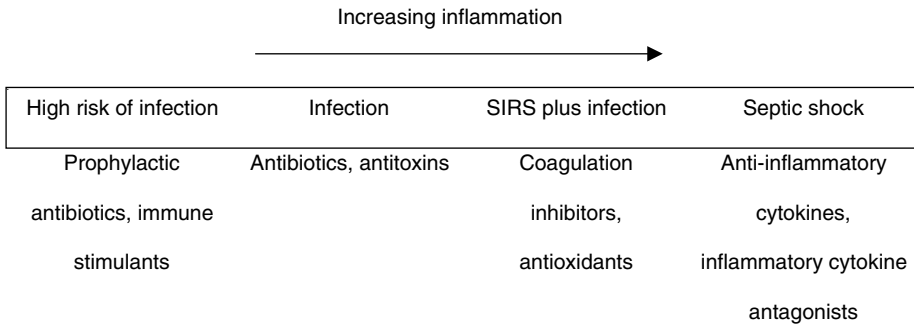 Increasing inflammation
High risk of infection Infection SIRS plus infection Septic shock
Prophylactic Antibiotics, antitoxins Coagulation Anti-inflammatory
antibiotics, immune inhibitors, cytokines,
stimulants antioxidants inflammatory cytokine
antagonists